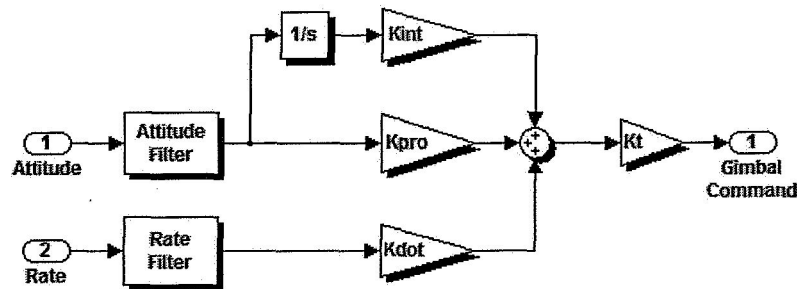 1/s
Kint
1
Attitude
Attitude
Filter
Kpro
+
+
+
Kt
1
Gimbal
Command
2
Rate
Rate
Filter
Kdot